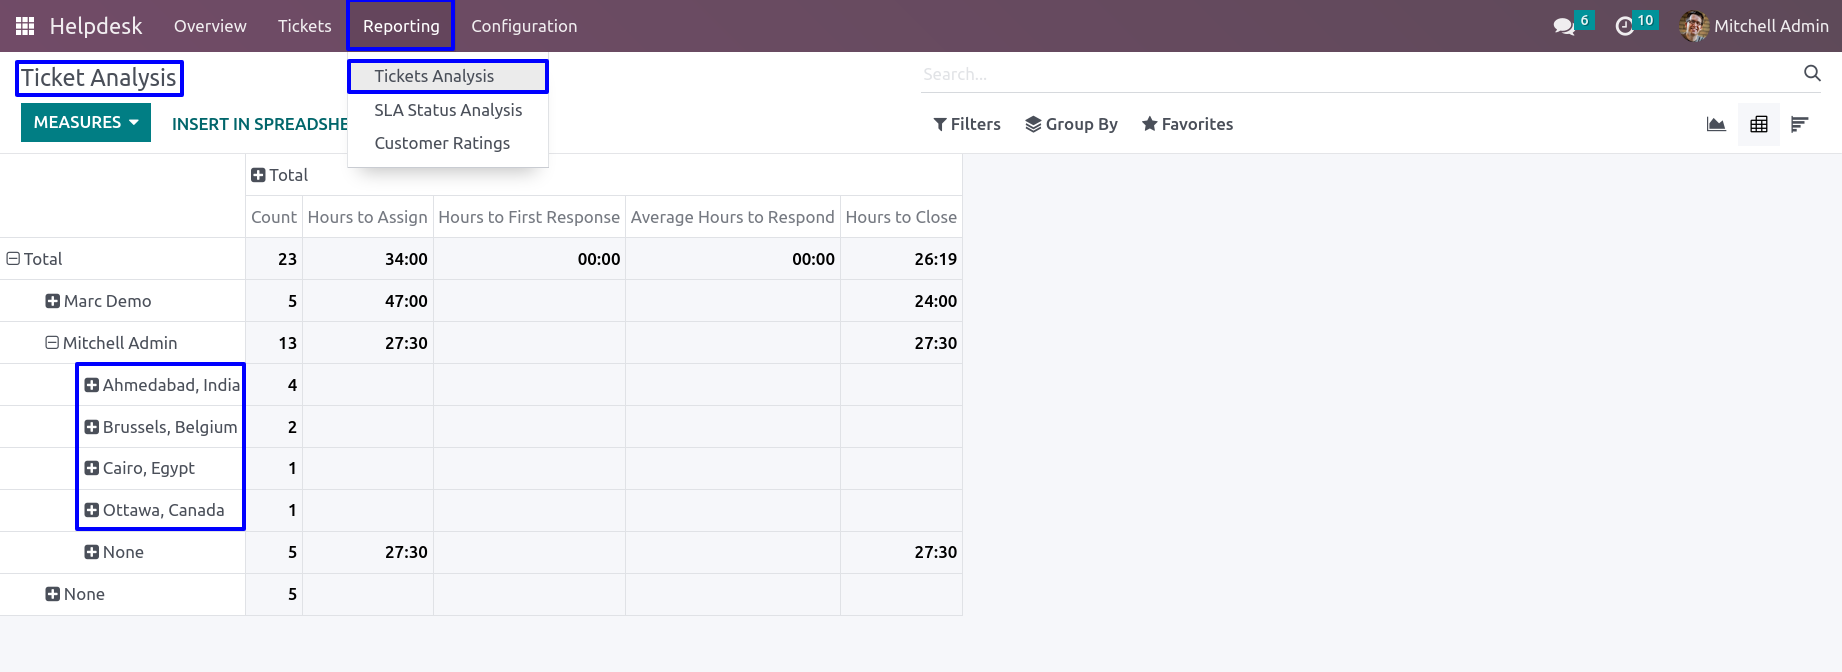 Helpdesk Overview Tickets Reporting Configuration 6 10 Mitchell Admin
Ticket Analysis
Tickets Analysis
Search...
MEASURES INSERT IN SPREADSHE
SLA Status Analysis
Filters Group By Favorites
Customer Ratings
Total
Count Hours to Assign Hours to First Response Average Hours to Respond Hours to Close
Total 23 34:00 00:00 00:00 26:19
Marc Demo 5 47:00 24:00
Mitchell Admin 13 27:30 27:30
Ahmedabad, India 4
Brussels, Belgium 2
Cairo, Egypt 1
Ottawa, Canada 1
None 5 27:30 27:30
None 5